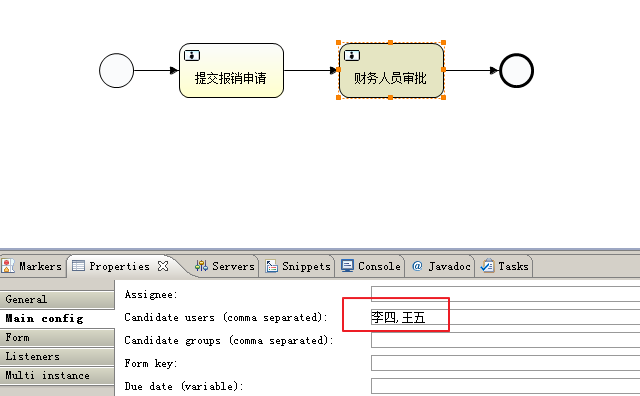 提交报销申请
财务人员审批
Markers Properties Servers Snippets Console @ Javadoc Tasks
General
Main config
Form
Listeners
Multi instance
Assignee:
Candidate users (comma separated): 李四,王五
Candidate groups (comma separated):
Form key:
Due date (variable):